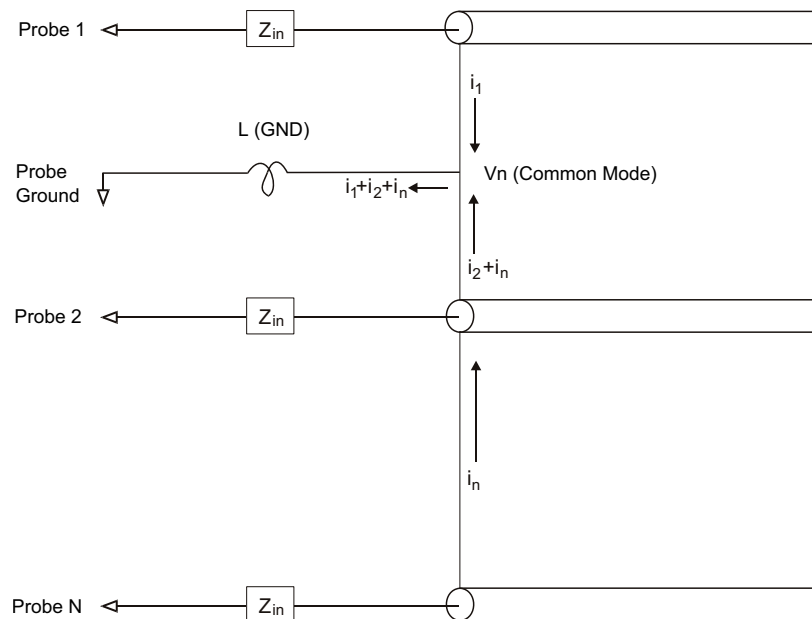 Probe 1
Zin
i1
L (GND)
Probe
Ground
i1+i2+in
Vn (Common Mode)
i2+in
Probe 2
Zin
in
Probe N
Zin